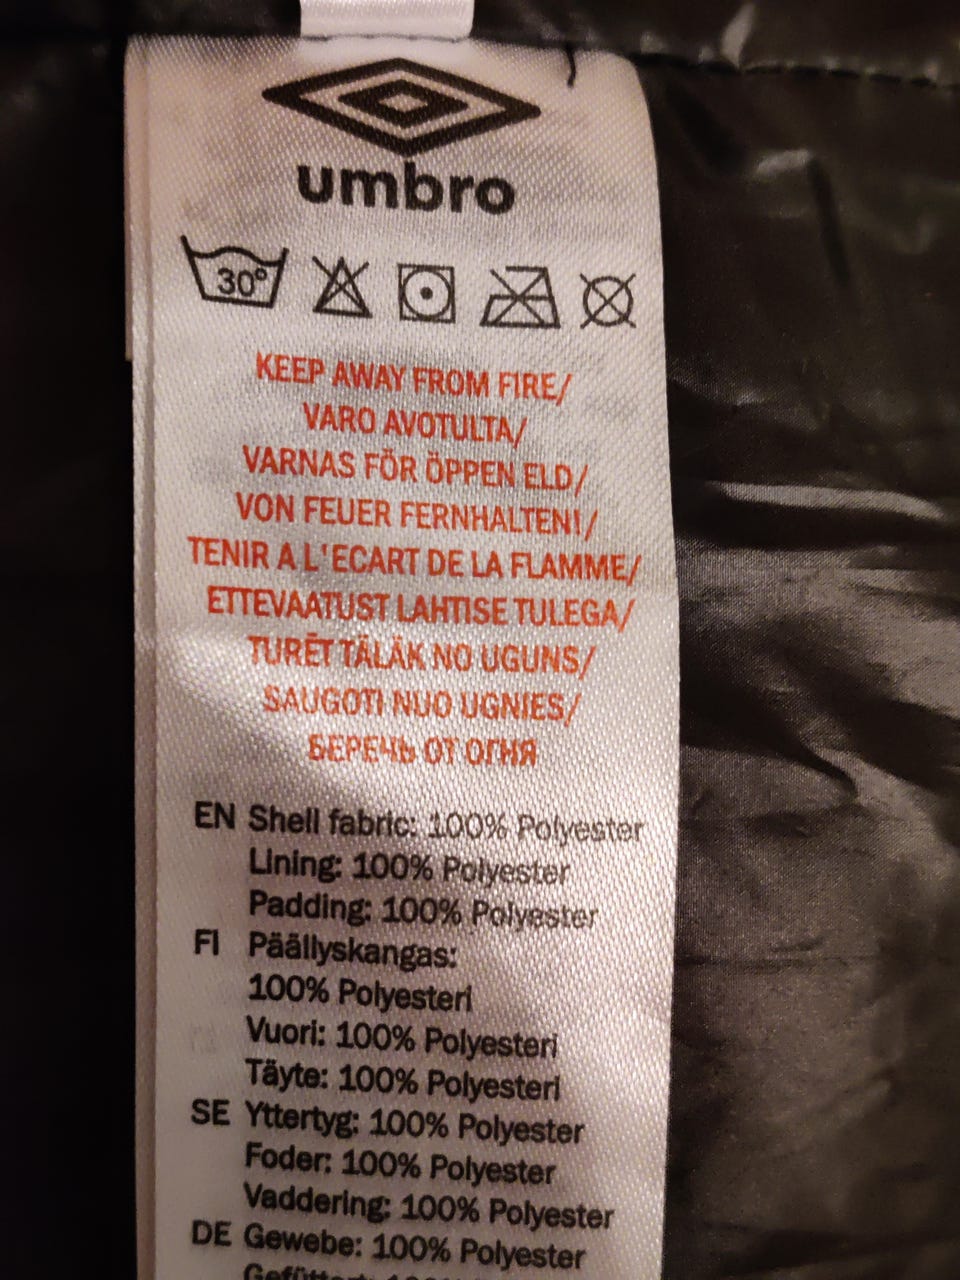 umbro
30°
KEEP AWAY FROM FIRE/
VARO AVOTULTA/
VARNAS FÖR ÖPPEN ELD/
VON FEUER FERNHALTEN!/
TENIR A L'ECART DE LA FLAMME/
ETTEVAATUST LAHTISE TULEGA/
TURĒT TĀLĀK NO UGUNS/
SAUGOTI NUO UGNIES/
БЕРЕЧЬ ОТ ОГНЯ
EN Shell fabric: 100% Polyester
Lining: 100% Polyester
Padding: 100% Polyester
FI Päällyskangas:
100% Polyesteri
Vuori: 100% Polyesteri
Täyte: 100% Polyesteri
SE Yttertyg: 100% Polyester
Foder: 100% Polyester
Vaddering: 100% Polyester
DE Gewebe: 100% Polyester